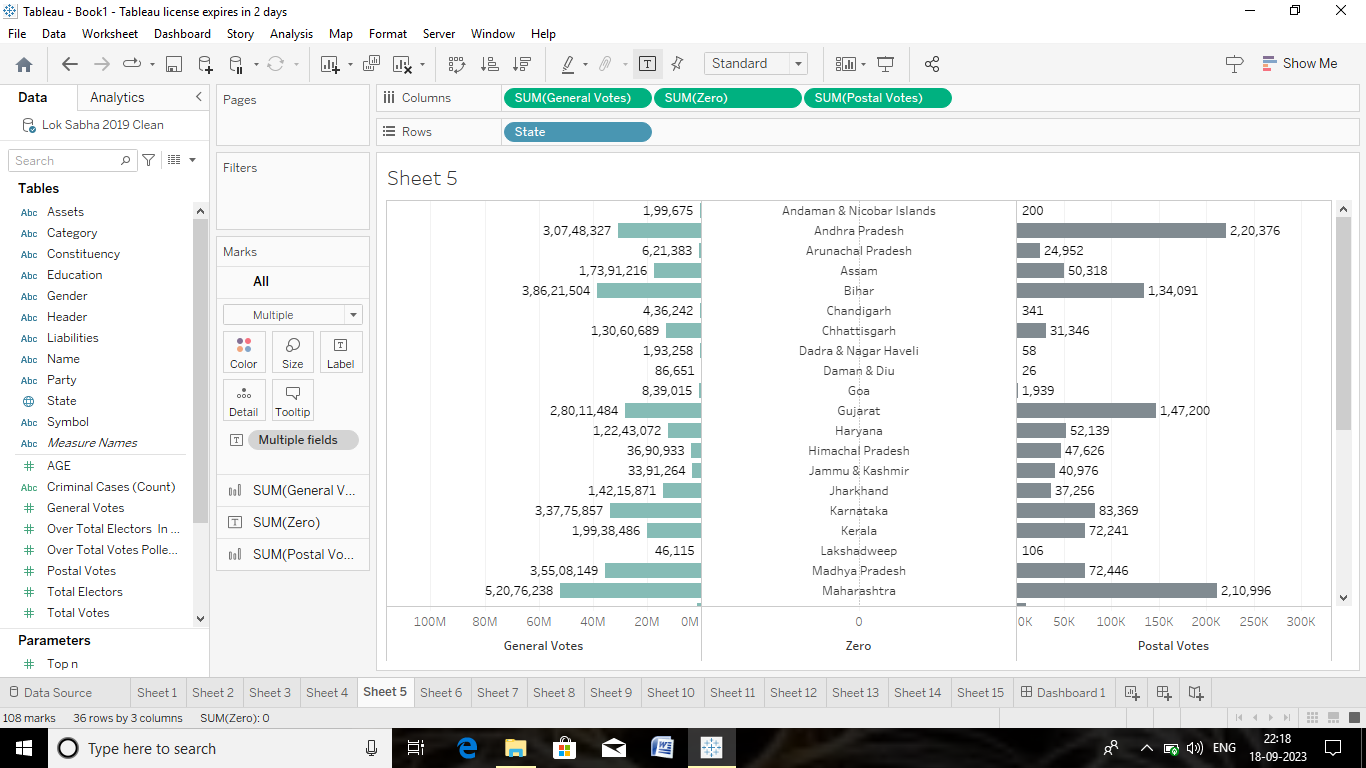 Tableau - Book1 - Tableau license expires in 2 days
File Data Worksheet Dashboard Story Analysis Map Format Server Window Help
Standard Show Me
Data Analytics
Lok Sabha 2019 Clean
Search
Tables
Abc Assets
Abc Category
Abc Constituency
Abc Education
Abc Gender
Abc Header
Abc Liabilities
Abc Name
Abc Party
State
Abc Symbol
Abc Measure Names
# AGE
Abc Criminal Cases (Count)
# General Votes
# Over Total Electors In ...
# Over Total Votes Polle...
# Postal Votes
# Total Electors
# Total Votes
Parameters
# Top n
Pages
Filters
Marks
All
Multiple
Color Size Label
Detail Tooltip
Multiple fields
SUM(General V...
SUM(Zero)
SUM(Postal Vo...
Columns SUM(General Votes) SUM(Zero) SUM(Postal Votes)
Rows State
Sheet 5
1,99,675 Andaman & Nicobar Islands 200
3,07,48,327 Andhra Pradesh 2,20,376
6,21,383 Arunachal Pradesh 24,952
1,73,91,216 Assam 50,318
3,86,21,504 Bihar 1,34,091
4,36,242 Chandigarh 341
1,30,60,689 Chhattisgarh 31,346
1,93,258 Dadra & Nagar Haveli 58
86,651 Daman & Diu 26
8,39,015 Goa 1,939
2,80,11,484 Gujarat 1,47,200
1,22,43,072 Haryana 52,139
36,90,933 Himachal Pradesh 47,626
33,91,264 Jammu & Kashmir 40,976
1,42,15,871 Jharkhand 37,256
3,37,75,857 Karnataka 83,369
1,99,38,486 Kerala 72,241
46,115 Lakshadweep 106
3,55,08,149 Madhya Pradesh 72,446
5,20,76,238 Maharashtra 2,10,996
100M 80M 60M 40M 20M 0M 0 0K 50K 100K 150K 200K 250K 300K
General Votes Zero Postal Votes
Data Source Sheet 1 Sheet 2 Sheet 3 Sheet 4 Sheet 5 Sheet 6 Sheet 7 Sheet 8 Sheet 9 Sheet 10 Sheet 11 Sheet 12 Sheet 13 Sheet 14 Sheet 15 Dashboard 1
108 marks 36 rows by 3 columns SUM(Zero): 0
Type here to search
ENG 22:18
18-09-2023